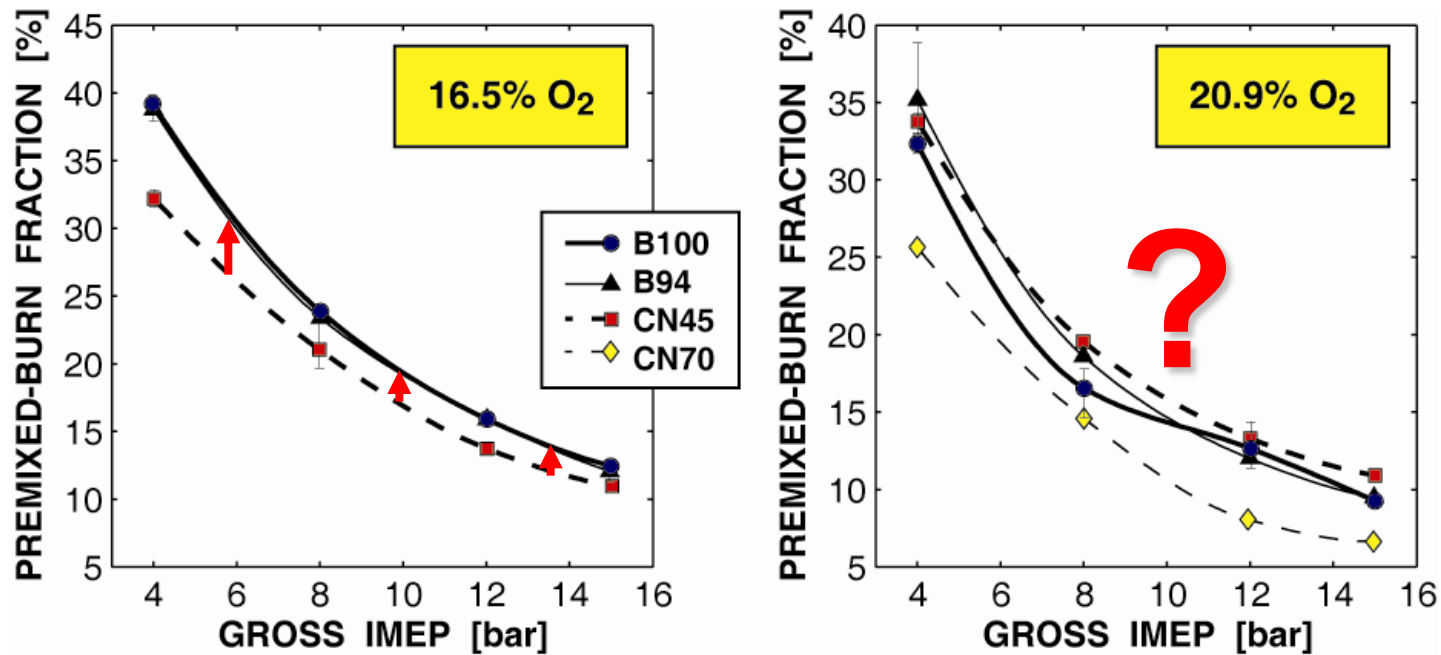 PREMIXED-BURN FRACTION [%]
45
40
35
30
25
20
15
10
5
16.5% O2
4 6 8 10 12 14 16
GROSS IMEP [bar]
B100
B94
CN45
CN70
PREMIXED-BURN FRACTION [%]
40
35
30
25
20
15
10
5
20.9% O2
?
4 6 8 10 12 14 16
GROSS IMEP [bar]